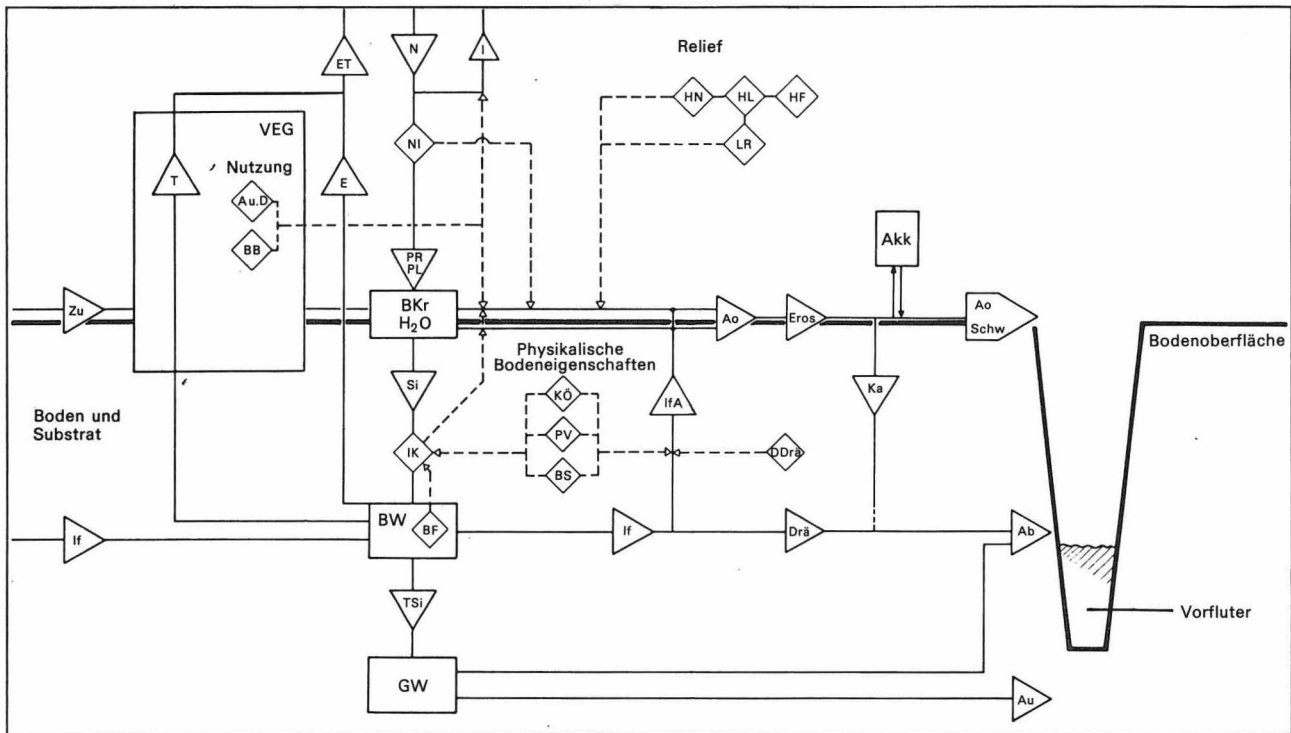 N
I
ET
Relief
HN
HL
HF
VEG
NI
LR
Nutzung
T
E
Au.D
BB
Akk
PR
PL
Zu
BKr
H₂O
Ao
Eros
Ao
Schw
Bodenoberfläche
Physikalische
Bodeneigenschaften
Si
KÖ
IfA
Ka
Boden und
Substrat
IK
PV
DDrä
BS
BW
BF
If
If
Drä
Ab
TSi
Vorfluter
GW
Au